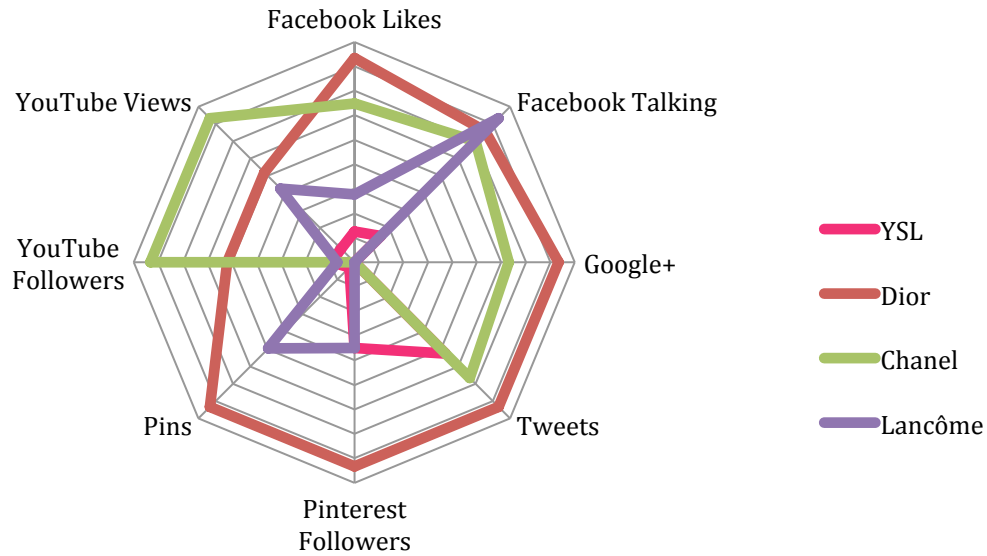 Facebook Likes
YouTube Views
Facebook Talking
YouTube
Followers
Google+
Pins
Tweets
Pinterest
Followers
YSL
Dior
Chanel
Lancôme